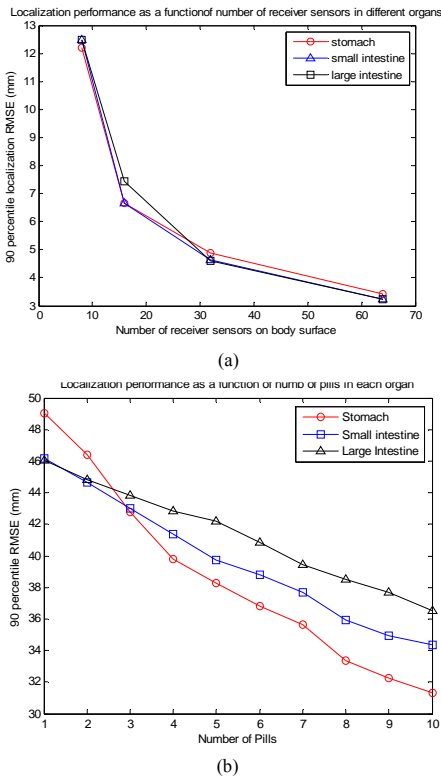 Localization performance as a functionof number of receiver sensors in different organs
13
12
11
10
9
8
7
6
5
4
3
0 10 20 30 40 50 60 70
90 percentile localization RMSE (mm)
stomach
small intestine
large intestine
Number of receiver sensors on body surface
(a)
Localization performance as a function of numb of pills in each organ
50
48
46
44
42
40
38
36
34
32
30
1 2 3 4 5 6 7 8 9 10
90 percentile RMSE (mm)
Stomach
Small intestine
Large Intestine
Number of Pills
(b)